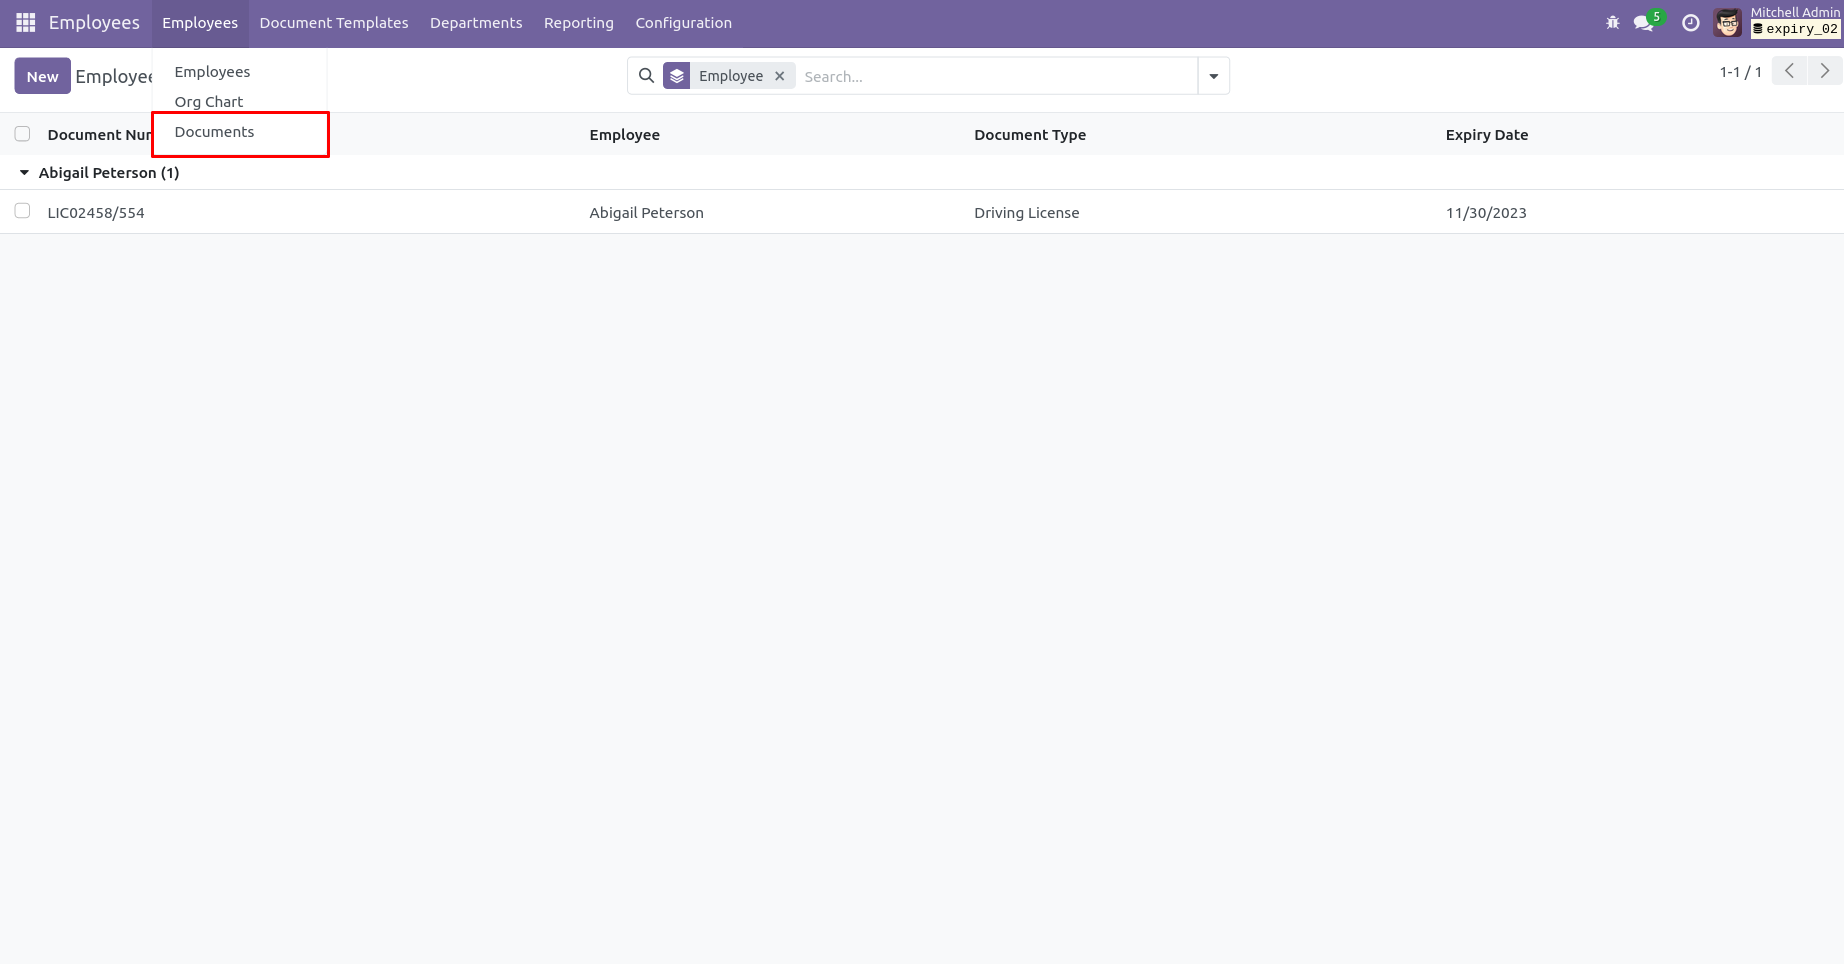 Employees Employees Document Templates Departments Reporting Configuration 5 Mitchell Admin
expiry_02
Employees
New Employee Employee Search... 1-1 / 1
Org Chart
Documents
Document Nu Employee Document Type Expiry Date
Abigail Peterson (1)
LIC02458/554 Abigail Peterson Driving License 11/30/2023